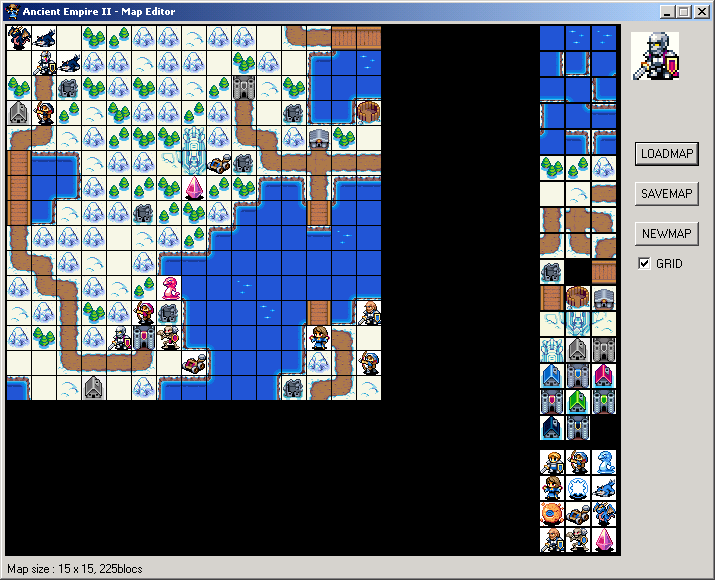 Ancient Empire II - Map Editor
LOADMAP
SAVEMAP
NEWMAP
GRID
Map size : 15 x 15, 225blocs